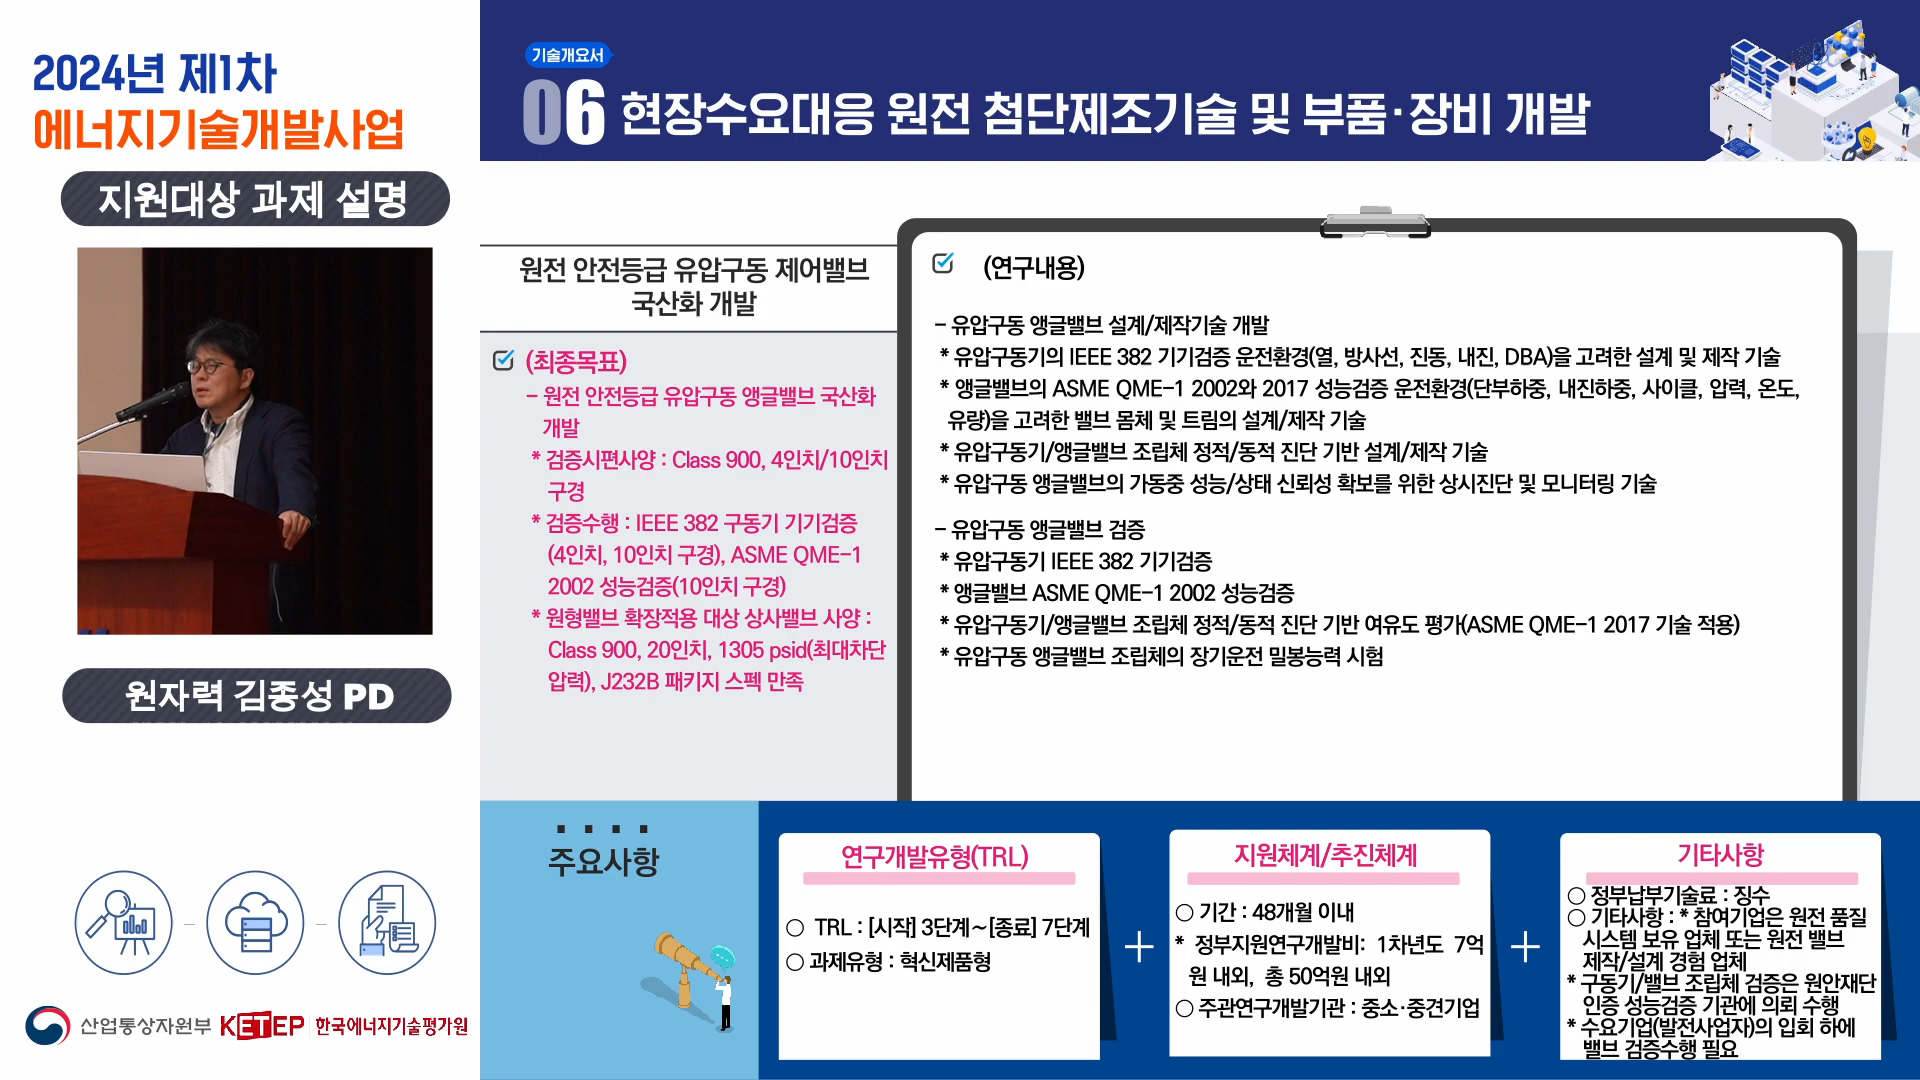 2024년 제1차
에너지기술개발사업
지원대상 과제 설명
원자력 김종성 PD
산업통상자원부 KETEP 한국에너지기술평가원
기술개요서
06 현장수요대응 원전 첨단제조기술 및 부품·장비 개발
원전 안전등급 유압구동 제어밸브
국산화 개발
(최종목표)
- 원전 안전등급 유압구동 앵글밸브 국산화
개발
* 검증시편사양 : Class 900, 4인치/10인치
구경
* 검증수행 : IEEE 382 구동기 기기검증
(4인치, 10인치 구경), ASME QME-1
2002 성능검증(10인치 구경)
* 원형밸브 확장적용 대상 상사밸브 사양 :
Class 900, 20인치, 1305 psid(최대차단
압력), J232B 패키지 스펙 만족
(연구내용)
- 유압구동 앵글밸브 설계/제작기술 개발
* 유압구동기의 IEEE 382 기기검증 운전환경(열, 방사선, 진동, 내진, DBA)을 고려한 설계 및 제작 기술
* 앵글밸브의 ASME QME-1 2002와 2017 성능검증 운전환경(단부하중, 내진하중, 사이클, 압력, 온도,
유량)을 고려한 밸브 몸체 및 트림의 설계/제작 기술
* 유압구동기/앵글밸브 조립체 정적/동적 진단 기반 설계/제작 기술
* 유압구동 앵글밸브의 가동중 성능/상태 신뢰성 확보를 위한 상시진단 및 모니터링 기술
- 유압구동 앵글밸브 검증
* 유압구동기 IEEE 382 기기검증
* 앵글밸브 ASME QME-1 2002 성능검증
* 유압구동기/앵글밸브 조립체 정적/동적 진단 기반 여유도 평가(ASME QME-1 2017 기술 적용)
* 유압구동 앵글밸브 조립체의 장기운전 밀봉능력 시험
주요사항
연구개발유형(TRL)
○ TRL : [시작] 3단계~[종료] 7단계
○ 과제유형 : 혁신제품형
지원체계/추진체계
○ 기간 : 48개월 이내
* 정부지원연구개발비: 1차년도 7억
원 내외, 총 50억원 내외
○ 주관연구개발기관 : 중소·중견기업
기타사항
○ 정부납부기술료 : 징수
○ 기타사항 : * 참여기업은 원전 품질
시스템 보유 업체 또는 원전 밸브
제작/설계 경험 업체
* 구동기/밸브 조립체 검증은 원안재단
인증 성능검증 기관에 의뢰 수행
* 수요기업(발전사업자)의 입회 하에
밸브 검증수행 필요